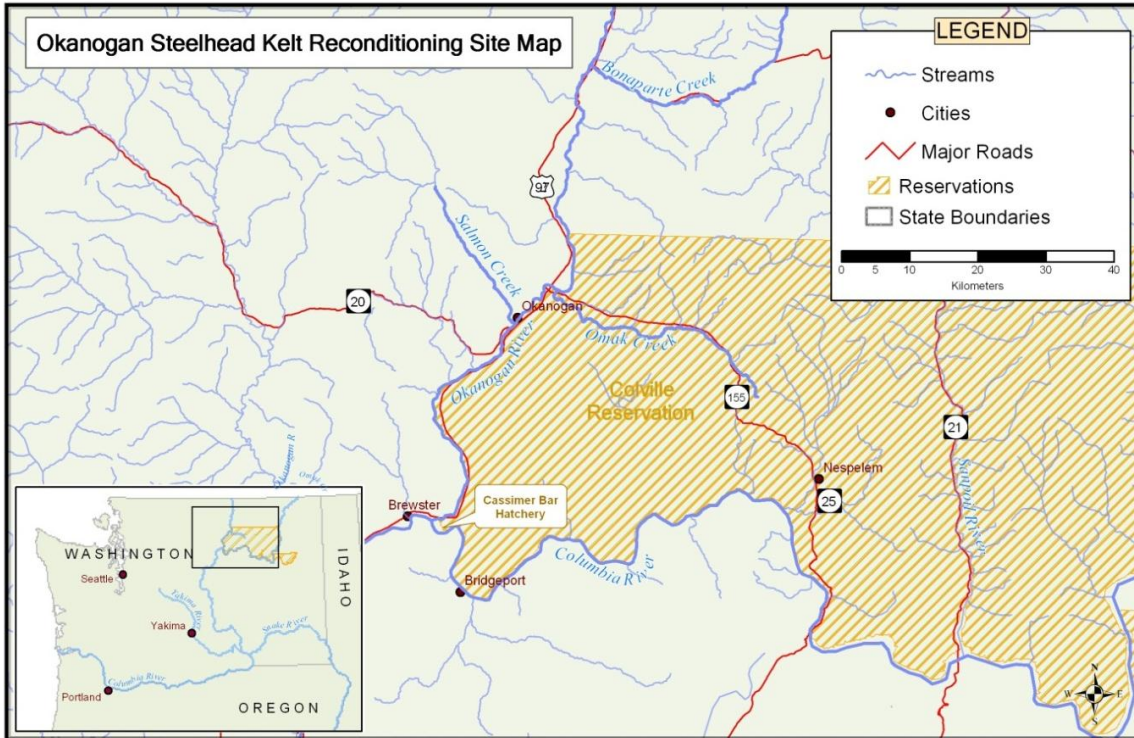 Okanogan Steelhead Kelt Reconditioning Site Map
LEGEND
Streams
Cities
Major Roads
Reservations
State Boundaries
0 5 10 20 30 40
Kilometers
Bonaparte Creek
97
Salmon Creek
20
Okanogan
Okanogan River
Omak Creek
Colville
Reservation
155
21
Nespelem
25
Sanpoil River
Brewster
Cassimer Bar
Hatchery
Columbia River
Bridgeport
N
W E
S
Okanogan R
WASHINGTON
IDAHO
Seattle
Yakima River
Yakima
Snake River
Columbia River
Portland
OREGON